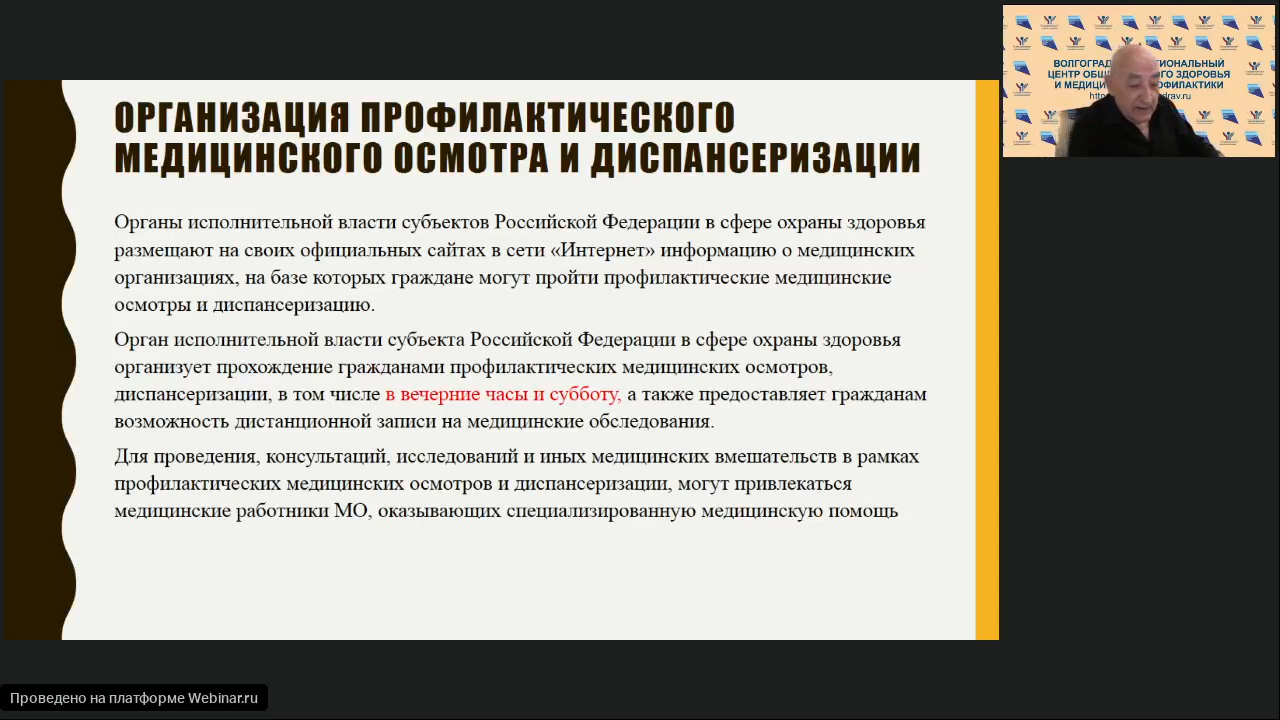 ОРГАНИЗАЦИЯ ПРОФИЛАКТИЧЕСКОГО
МЕДИЦИНСКОГО ОСМОТРА И ДИСПАНСЕРИЗАЦИИ
Органы исполнительной власти субъектов Российской Федерации в сфере охраны здоровья
размещают на своих официальных сайтах в сети «Интернет» информацию о медицинских
организациях, на базе которых граждане могут пройти профилактические медицинские
осмотры и диспансеризацию.
Орган исполнительной власти субъекта Российской Федерации в сфере охраны здоровья
организует прохождение гражданами профилактических медицинских осмотров,
диспансеризации, в том числе в вечерние часы и субботу, а также предоставляет гражданам
возможность дистанционной записи на медицинские обследования.
Для проведения, консультаций, исследований и иных медицинских вмешательств в рамках
профилактических медицинских осмотров и диспансеризации, могут привлекаться
медицинские работники МО, оказывающих специализированную медицинскую помощь
ЦЕНТР ЗДОРОВЬЯ
И
Проведено на платформе Webinar.ru